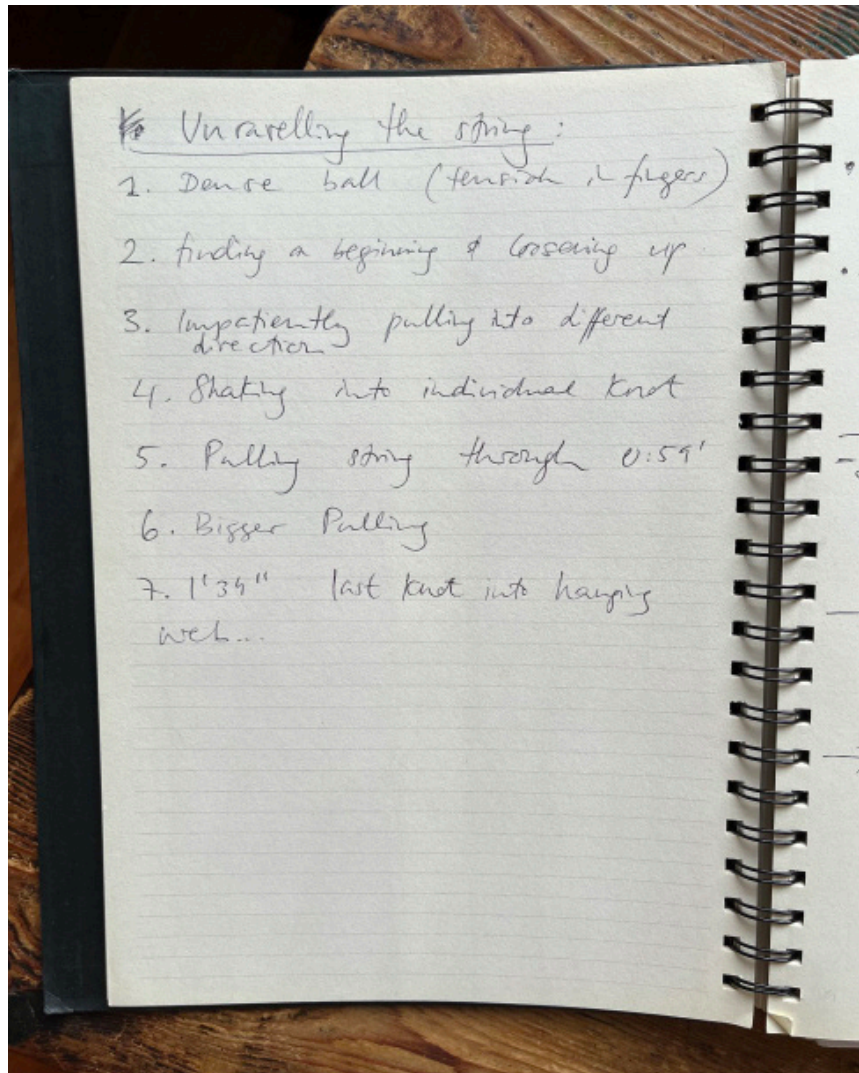 Unravelling the string:
1. Dense ball (tension in fingers)
2. finding a beginning & loosening up
3. Impatiently pulling into different
direction
4. Shaking into individual knot
5. Pulling string through 0:59'
6. Bigger Pulling
7. 1'34" last knot into hanging
web...